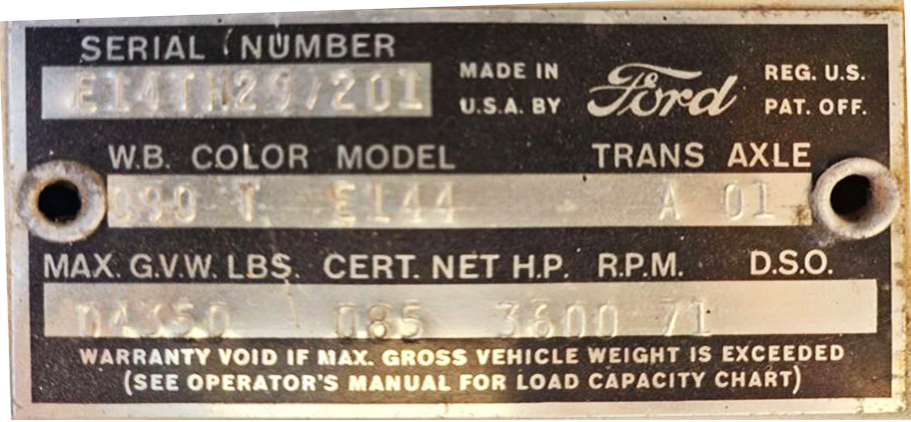 SERIAL NUMBER
E14TH297201
MADE IN
U.S.A. BY
Ford
REG. U.S.
PAT. OFF.
W.B. COLOR MODEL TRANS AXLE
090 T E144 A 01
MAX. G.V.W. LBS. CERT. NET H.P. R.P.M. D.S.O.
04350 085 3600 71
WARRANTY VOID IF MAX. GROSS VEHICLE WEIGHT IS EXCEEDED
(SEE OPERATOR'S MANUAL FOR LOAD CAPACITY CHART)